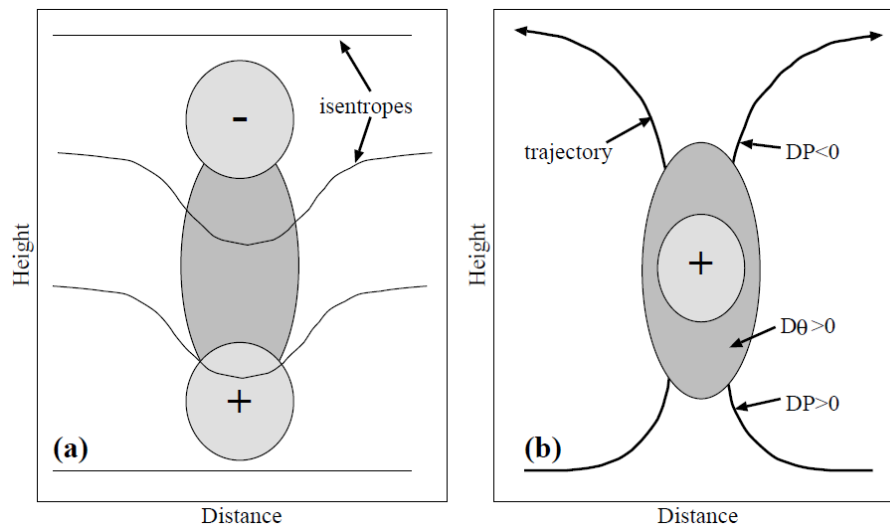 -
isentropes
+
Height
(a)
Distance
trajectory
DP<0
+
Height
Dθ>0
DP>0
(b)
Distance